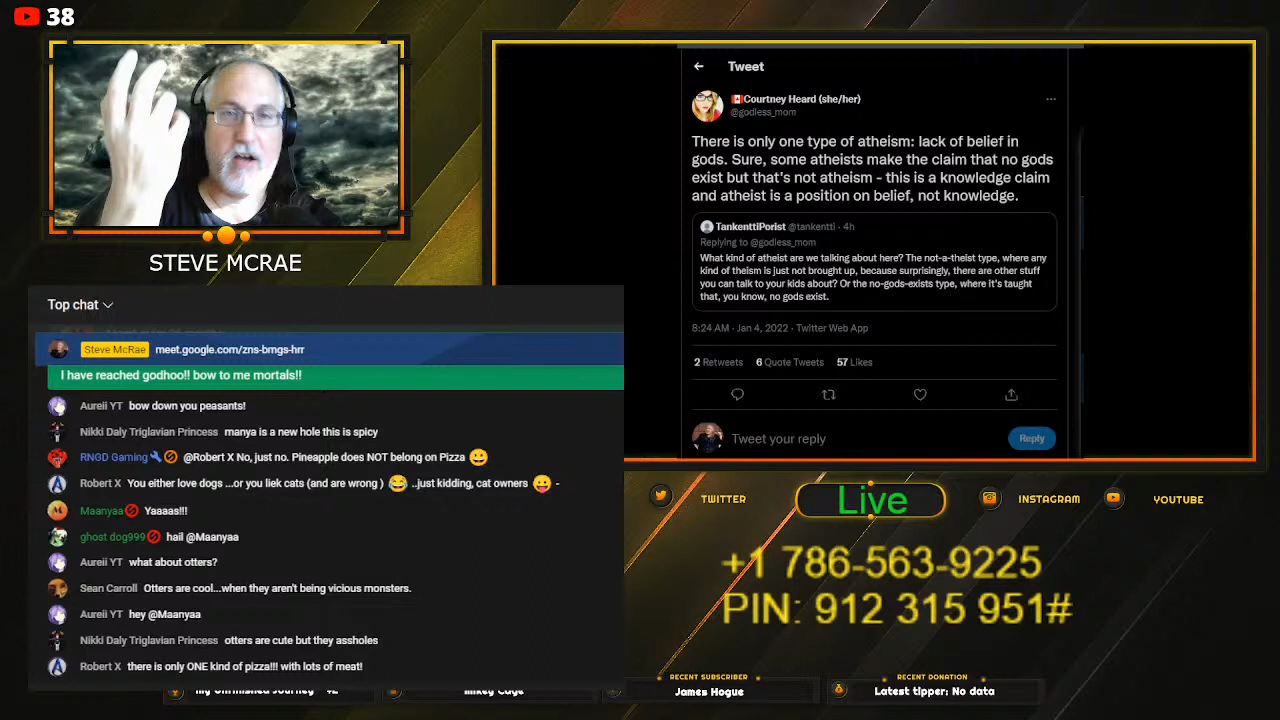 38
STEVE MCRAE
Top chat
Steve McRae meet.google.com/zns-bmgs-hrr
I have reached godhoo!! bow to me mortals!!
Aureii YT bow down you peasants!
Nikki Daly Triglavian Princess manya is a new hole this is spicy
RNGD Gaming @Robert X No, just no. Pineapple does NOT belong on Pizza 😀
Robert X You either love dogs ...or you liek cats (and are wrong ) 😂 ..just kidding, cat owners 😛 -
Maanyaa Yaaaas!!!
ghost dog999 hail @Maanyaa
Aureii YT what about otters?
Sean Carroll Otters are cool...when they aren't being vicious monsters.
Aureii YT hey @Maanyaa
Nikki Daly Triglavian Princess otters are cute but they assholes
Robert X there is only ONE kind of pizza!!! with lots of meat!
Tweet
🇨🇦Courtney Heard (she/her)
@godless_mom
There is only one type of atheism: lack of belief in
gods. Sure, some atheists make the claim that no gods
exist but that's not atheism - this is a knowledge claim
and atheist is a position on belief, not knowledge.
TankenttiPorist @tankentti · 4h
Replying to @godless_mom
What kind of atheist are we talking about here? The not-a-theist type, where any
kind of theism is just not brought up, because surprisingly, there are other stuff
you can talk to your kids about? Or the no-gods-exists type, where it's taught
that, you know, no gods exist.
8:24 AM · Jan 4, 2022 · Twitter Web App
2 Retweets 6 Quote Tweets 57 Likes
Tweet your reply
Reply
TWITTER
Live
INSTAGRAM
YOUTUBE
+1 786-563-9225
PIN: 912 315 951#
My Unfinished Journey
Mikey Cage
RECENT SUBSCRIBER
James Hogue
RECENT DONATION
Latest tipper: No data